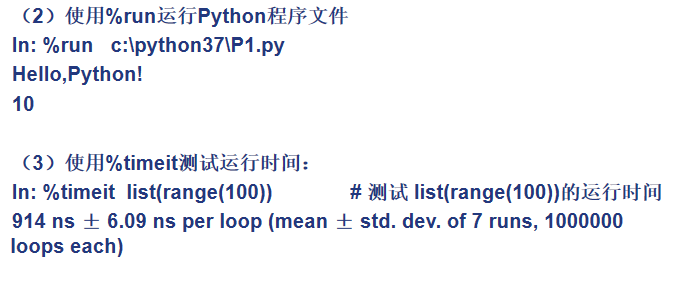 （2）使用%run运行Python程序文件
In: %run   c:\python37\P1.py
Hello,Python!
10
（3）使用%timeit测试运行时间：
In: %timeit  list(range(100))               # 测试 list(range(100))的运行时间
914 ns ± 6.09 ns per loop (mean ± std. dev. of 7 runs, 1000000
loops each)